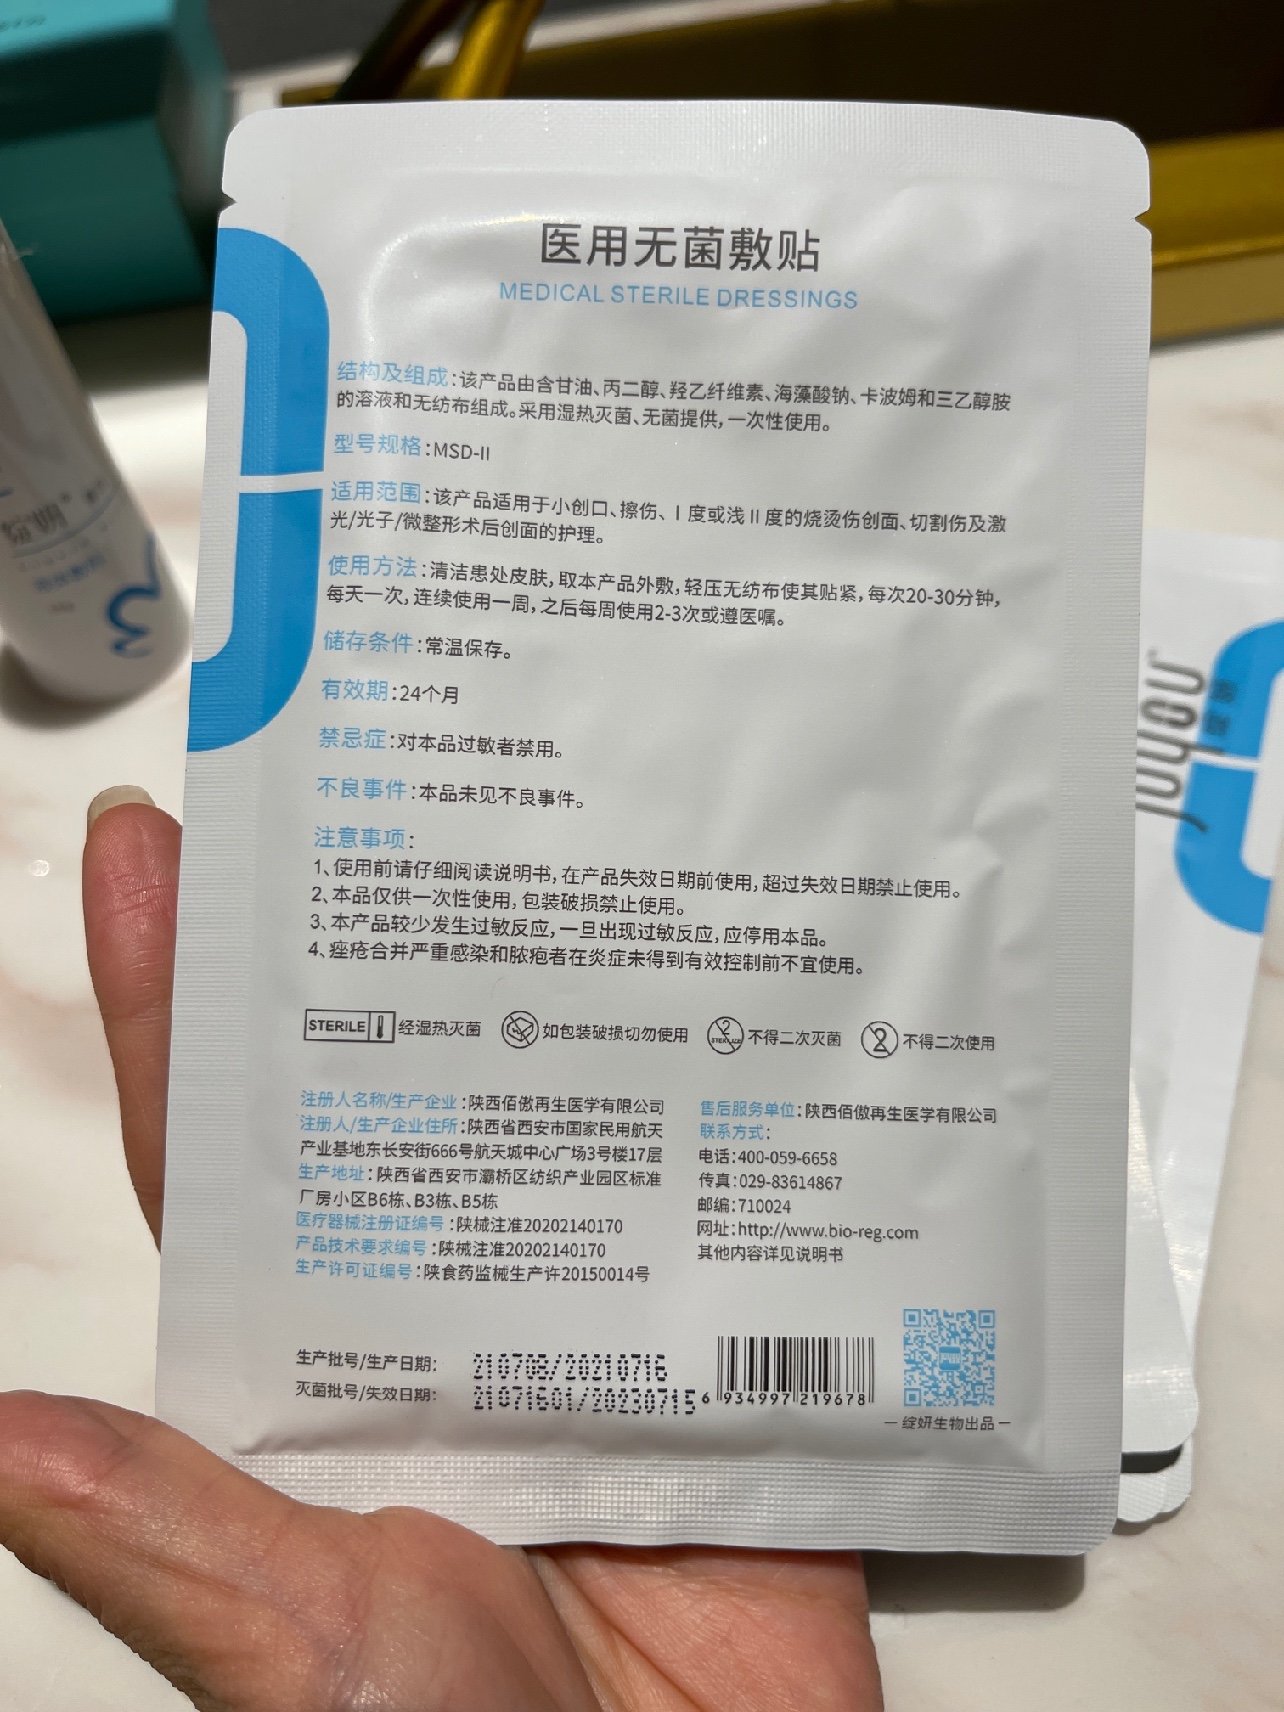 医用无菌敷贴
MEDICAL STERILE DRESSINGS
结构及组成:该产品由含甘油、丙二醇、羟乙纤维素、海藻酸钠、卡波姆和三乙醇胺
的溶液和无纺布组成。采用湿热灭菌、无菌提供,一次性使用。
型号规格:MSD-II
适用范围:该产品适用于小创口、擦伤、I度或浅II度的烧烫伤创面、切割伤及激
光/光子/微整形术后创面的护理。
使用方法:清洁患处皮肤,取本产品外敷,轻压无纺布使其贴紧,每次20-30分钟,
每天一次,连续使用一周,之后每周使用2-3次或遵医嘱。
储存条件:常温保存。
有效期:24个月
禁忌症:对本品过敏者禁用。
不良事件:本品未见不良事件。
注意事项:
1、使用前请仔细阅读说明书,在产品失效日期前使用,超过失效日期禁止使用。
2、本品仅供一次性使用,包装破损禁止使用。
3、本产品较少发生过敏反应,一旦出现过敏反应,应停用本品。
4、痤疮合并严重感染和脓疱者在炎症未得到有效控制前不宜使用。
STERILE 经湿热灭菌 如包装破损切勿使用 不得二次灭菌 2 不得二次使用
注册人名称/生产企业:陕西佰傲再生医学有限公司
注册人/生产企业住所:陕西省西安市国家民用航天
产业基地东长安街666号航天城中心广场3号楼17层
生产地址:陕西省西安市灞桥区纺织产业园区标准
厂房小区B6栋、B3栋、B5栋
医疗器械注册证编号:陕械注准20202140170
产品技术要求编号:陕械注准20202140170
生产许可证编号:陕食药监械生产许20150014号
售后服务单位:陕西佰傲再生医学有限公司
联系方式:
电话:400-059-6658
传真:029-83614867
邮编:710024
网址:http://www.bio-reg.com
其他内容详见说明书
生产批号/生产日期: 210708/20210716
灭菌批号/失效日期: 21071601/20230715
6 934997 219678
— 绽妍生物出品 —